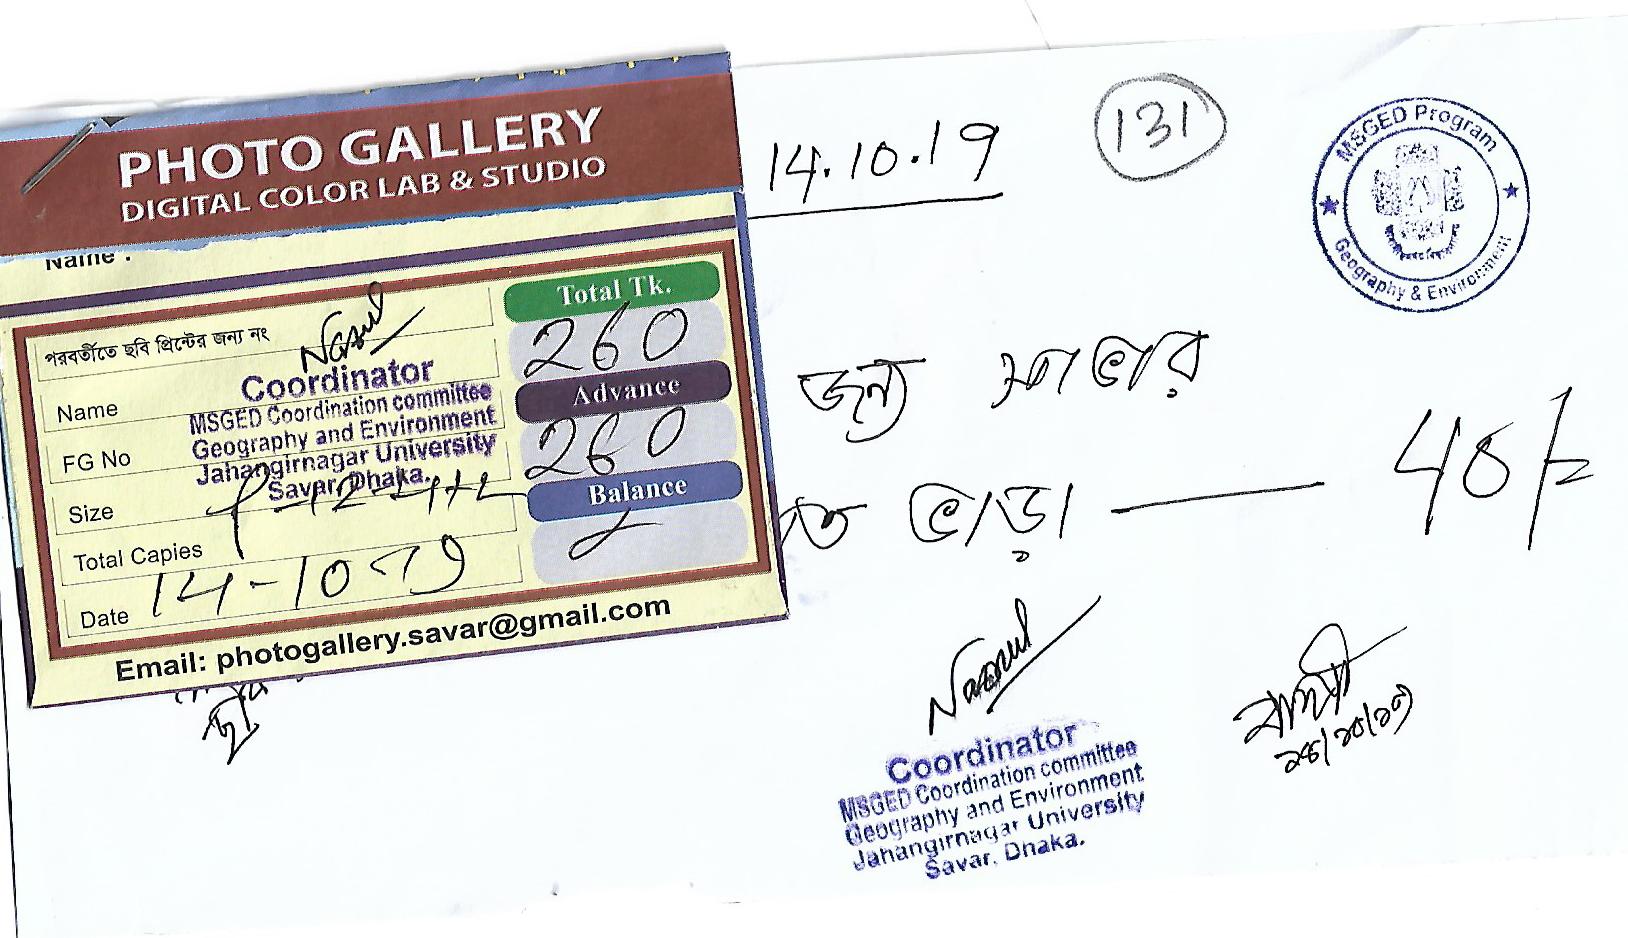 PHOTO GALLERY
DIGITAL COLOR LAB & STUDIO
Name :
পরবর্তীতে ছবি প্রিন্টের জন্য নং
Nazrul
Coordinator
MSGED Coordination committee
Geography and Environment
Jahangirnagar University
Savar, Dhaka.
Name
FG No
Size
Total Capies
Date 14-10-19
Total Tk.
260
Advance
260
Balance
Email: photogallery.savar@gmail.com
14.10.19
131
MSGED Program
Geography & Environment
জন্য সাভার
ভাড়া
40/=
Nazrul
Coordinator
MSGED Coordination committee
Geography and Environment
Jahangirnagar University
Savar, Dhaka.
১৪/১০/১৯